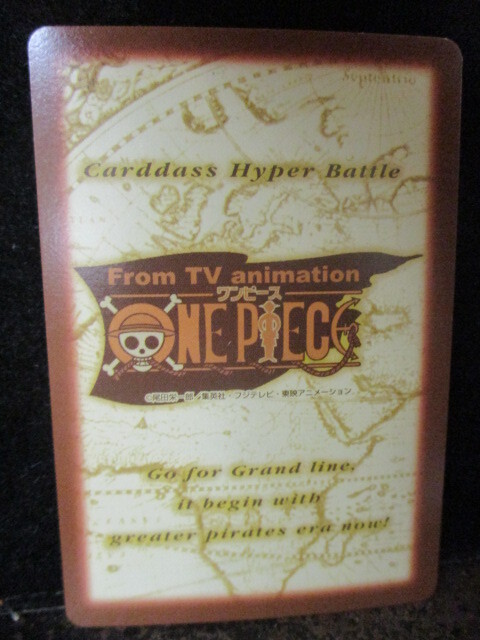 Septentrio
Carddass Hyper Battle
From TV animation
ワンピース
ONE PIECE
©尾田栄一郎／集英社・フジテレビ・東映アニメーション
Go for Grand line,
it begin with
greater pirates era now!